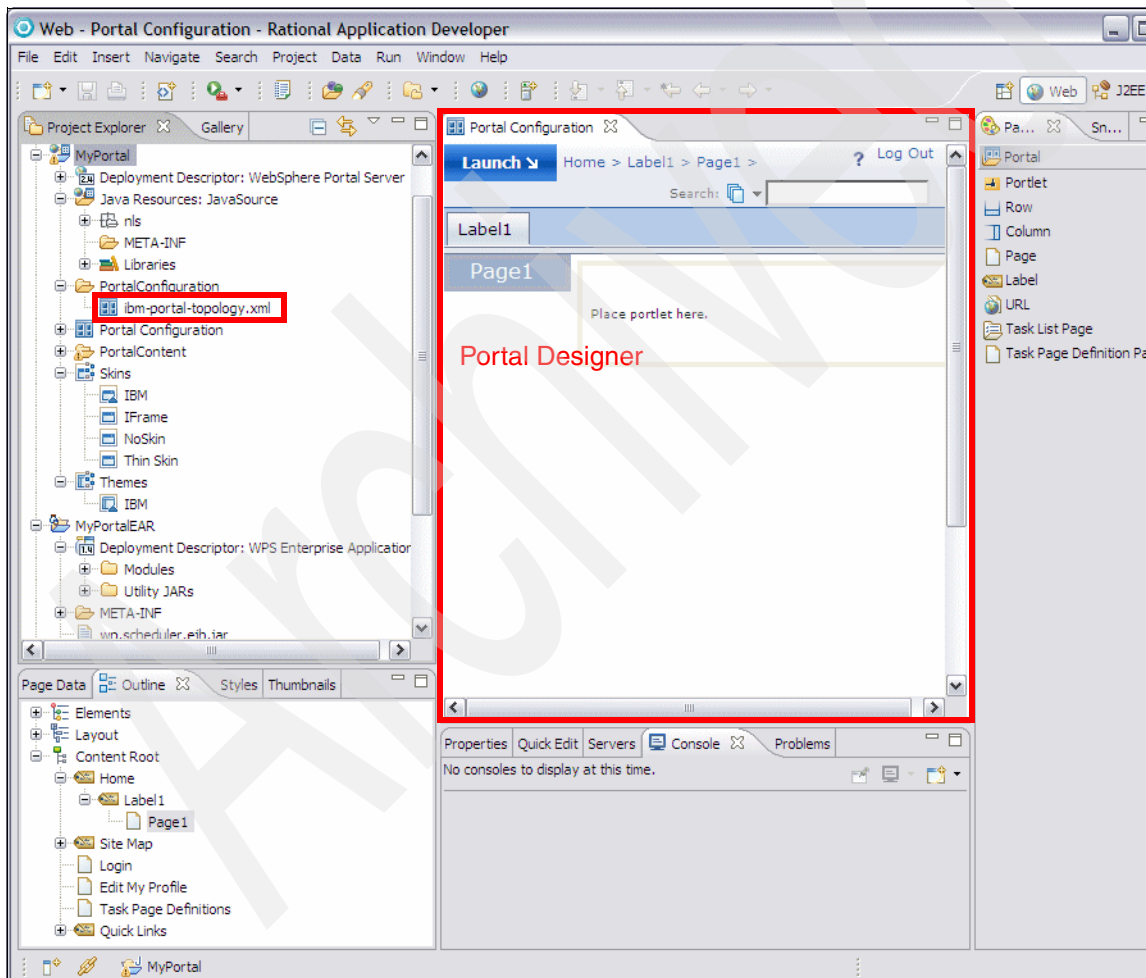 Web - Portal Configuration - Rational Application Developer
File Edit Insert Navigate Search Project Data Run Window Help
Web J2EE
Project Explorer Gallery
MyPortal
Deployment Descriptor: WebSphere Portal Server
Java Resources: JavaSource
nls
META-INF
Libraries
PortalConfiguration
ibm-portal-topology.xml
Portal Configuration
PortalContent
Skins
IBM
IFrame
NoSkin
Thin Skin
Themes
IBM
MyPortalEAR
Deployment Descriptor: WPS Enterprise Application
Modules
Utility JARs
META-INF
wp.scheduler.ejb.jar
Portal Configuration
Launch Home > Label1 > Page1 > ? Log Out
Search:
Label1
Page1
Place portlet here.
Portal Designer
Pa... Sn...
Portal
Portlet
Row
Column
Page
Label
URL
Task List Page
Task Page Definition Pa
Page Data Outline Styles Thumbnails
Elements
Layout
Content Root
Home
Label1
Page1
Site Map
Login
Edit My Profile
Task Page Definitions
Quick Links
Properties Quick Edit Servers Console Problems
No consoles to display at this time.
MyPortal